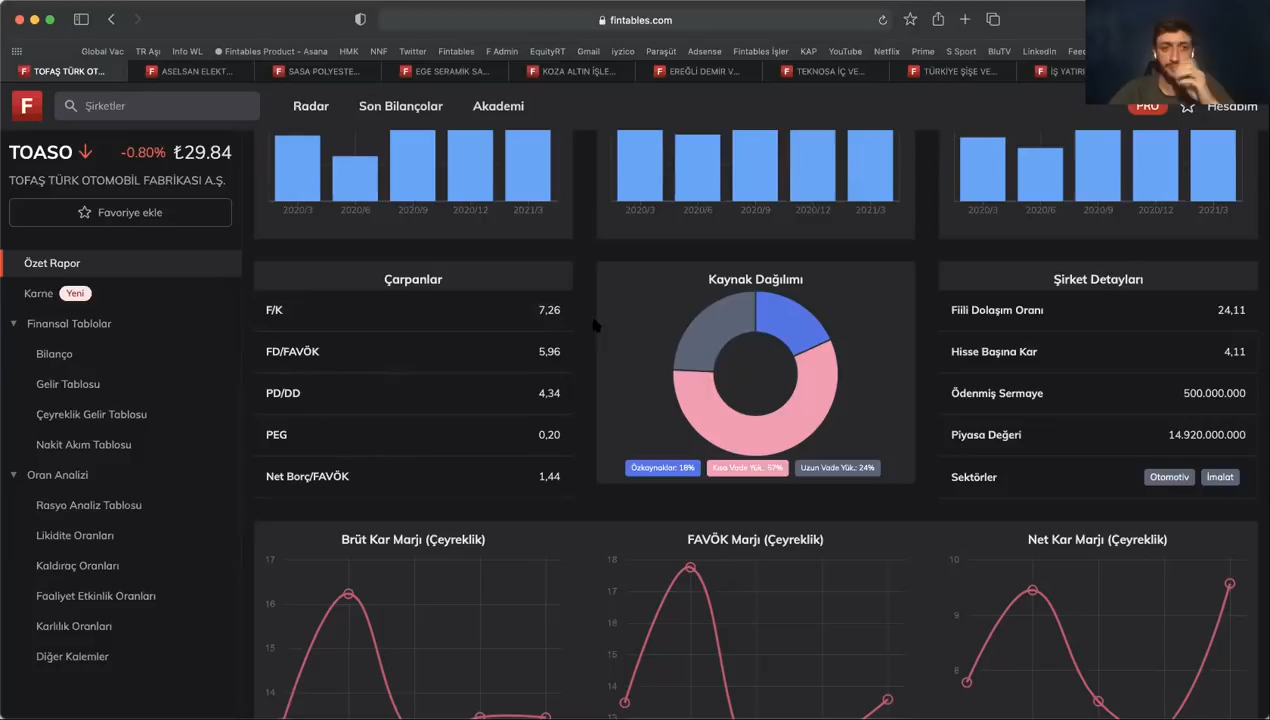 fintables.com
Global Vac TR Aşı Info WL Fintables Product – Asana HMK NNF Twitter Fintables F Admin EquityRT Gmail iyzico Paraşüt Adsense Fintables İşler KAP YouTube Netflix Prime S Sport BluTV LinkedIn
TOFAŞ TÜRK OT... ASELSAN ELEKT... SASA POLYESTE... EGE SERAMİK SA... KOZA ALTIN İŞLE... EREĞLİ DEMİR V... TEKNOSA İÇ VE... TÜRKİYE ŞİŞE VE... İŞ YATIRI
F Şirketler Radar Son Bilançolar Akademi PRO Hesabım
TOASO -0.80% ₺29.84
TOFAŞ TÜRK OTOMOBİL FABRİKASI A.Ş.
Favoriye ekle
Özet Rapor
Karne Yeni
Finansal Tablolar
Bilanço
Gelir Tablosu
Çeyreklik Gelir Tablosu
Nakit Akım Tablosu
Oran Analizi
Rasyo Analiz Tablosu
Likidite Oranları
Kaldıraç Oranları
Faaliyet Etkinlik Oranları
Karlılık Oranları
Diğer Kalemler
2020/3 2020/6 2020/9 2020/12 2021/3
2020/3 2020/6 2020/9 2020/12 2021/3
2020/3 2020/6 2020/9 2020/12 2021/3
Çarpanlar
F/K 7,26
FD/FAVÖK 5,96
PD/DD 4,34
PEG 0,20
Net Borç/FAVÖK 1,44
Kaynak Dağılımı
Özkaynaklar: 18% Kısa Vade Yük.: 57% Uzun Vade Yük.: 24%
Şirket Detayları
Fiili Dolaşım Oranı 24,11
Hisse Başına Kar 4,11
Ödenmiş Sermaye 500.000.000
Piyasa Değeri 14.920.000.000
Sektörler Otomotiv İmalat
Brüt Kar Marjı (Çeyreklik)
17
16
15
14
FAVÖK Marjı (Çeyreklik)
18
17
16
15
14
13
Net Kar Marjı (Çeyreklik)
10
9
8